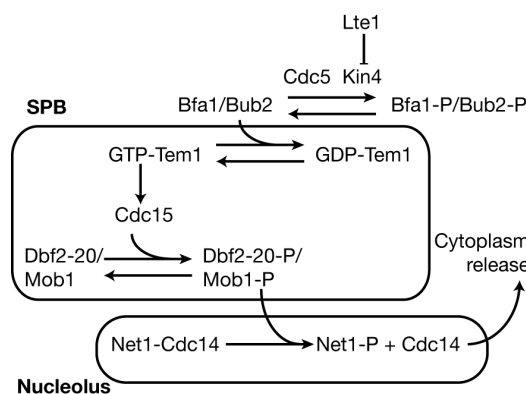 Lte1
Cdc5 Kin4
SPB
Bfa1/Bub2
Bfa1-P/Bub2-P
GTP-Tem1
GDP-Tem1
Cdc15
Dbf2-20/
Mob1
Dbf2-20-P/
Mob1-P
Cytoplasm
release
Net1-Cdc14
Net1-P + Cdc14
Nucleolus